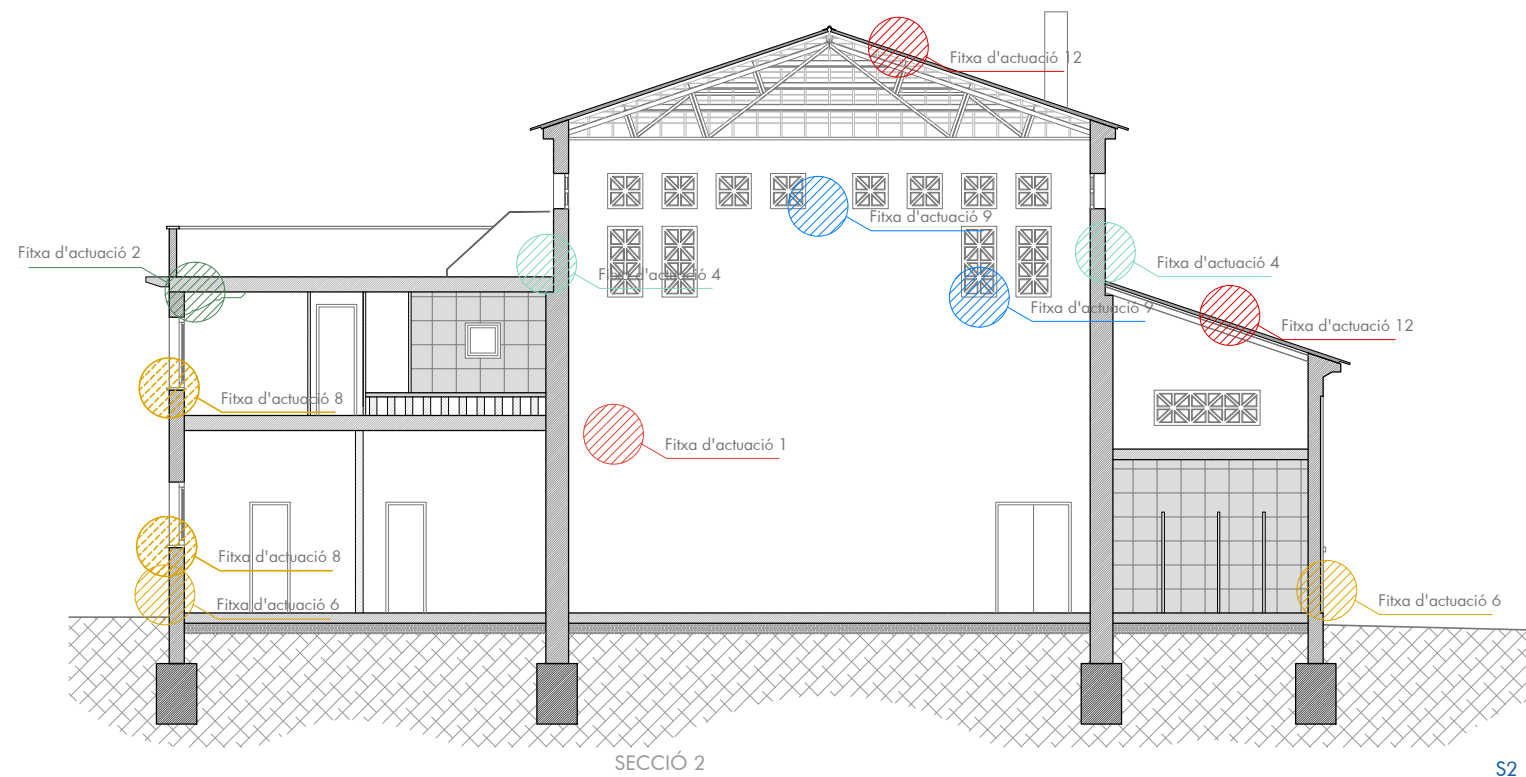 Fitxa d'actuació 12
Fitxa d'actuació 9
Fitxa d'actuació 2
Fitxa d'actuació 4
Fitxa d'actuació 4
Fitxa d'actuació 9
Fitxa d'actuació 12
Fitxa d'actuació 8
Fitxa d'actuació 1
Fitxa d'actuació 8
Fitxa d'actuació 6
Fitxa d'actuació 6
SECCIÓ 2
S2